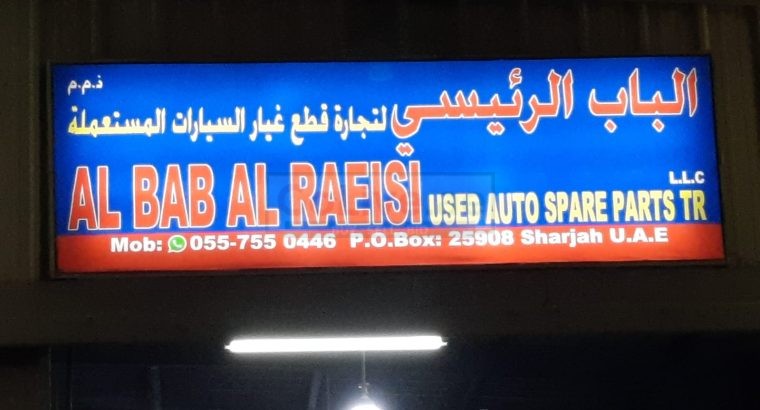 الباب الرئيسي لتجارة قطع غيار السيارات المستعملة ذ.م.م
AL BAB AL RAEISI USED AUTO SPARE PARTS TR L.L.C
Mob: 055-755 0446 P.O.Box: 25908 Sharjah U.A.E